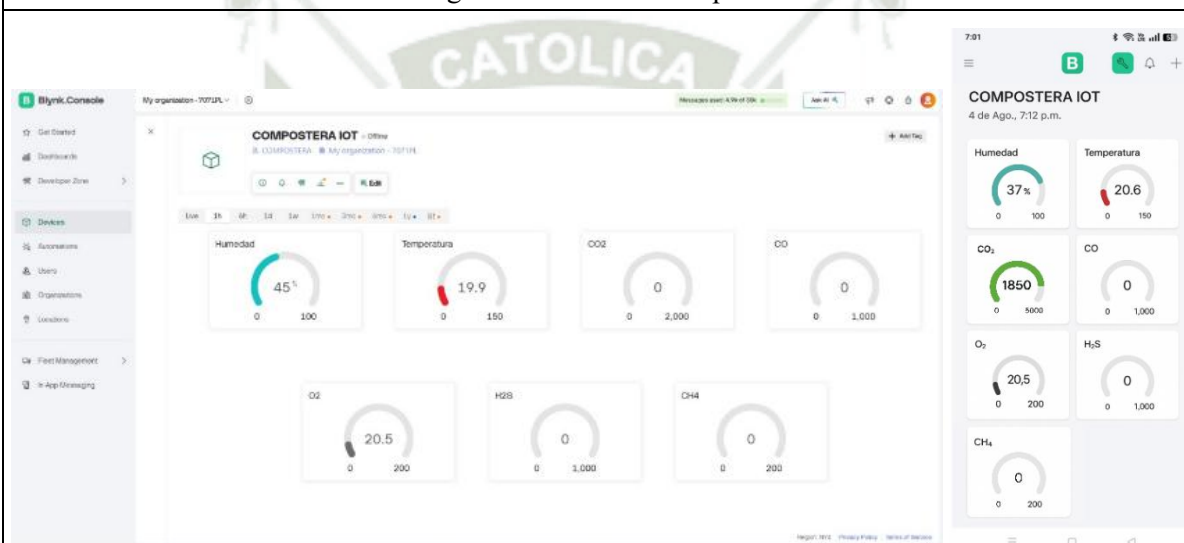 CATOLICA
Blynk.Console
My organization - 7071PL
COMPOSTERA IOT
Offline
COMPOSTERA
My organization - 7071PL
Edit
+ Add Tag
Get Started
Dashboards
Developer Zone
Devices
Automations
Users
Organizations
Locations
Fleet Management
In-App Messaging
Live 1h 6h 1d 1w 1mo 3mo 6mo 1y
Humedad
45%
0 100
Temperatura
19.9
0 150
CO2
0
0 2,000
CO
0
0 1,000
O2
20.5
0 200
H2S
0
0 1,000
CH4
0
0 200
Privacy Policy
Terms of Service
7:01
B
COMPOSTERA IOT
4 de Ago., 7:12 p.m.
Humedad
37%
0 100
Temperatura
20.6
0 150
CO₂
1850
0 5000
CO
0
0 1,000
O₂
20,5
0 200
H₂S
0
0 1,000
CH₄
0
0 200